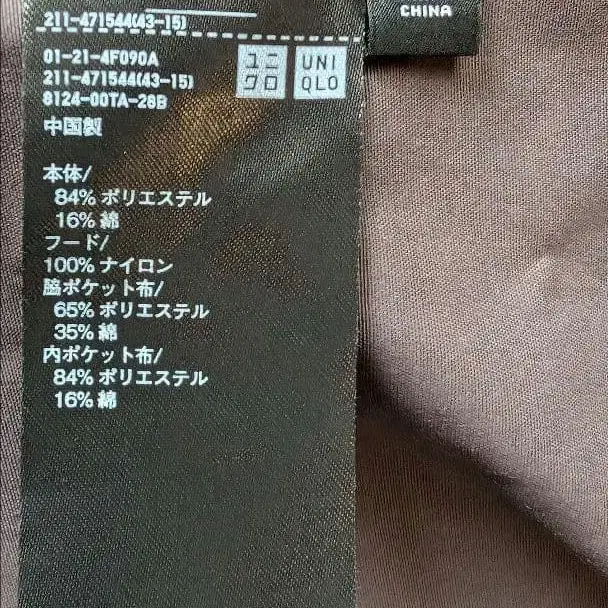 211-471544(43-15)
CHINA
01-21-4F090A
211-471544(43-15)
8124-00TA-28B
ユニ
クロ
UNI
QLO
中国製
本体/
84% ポリエステル
16% 綿
フード/
100% ナイロン
脇ポケット布/
65% ポリエステル
35% 綿
内ポケット布/
84% ポリエステル
16% 綿